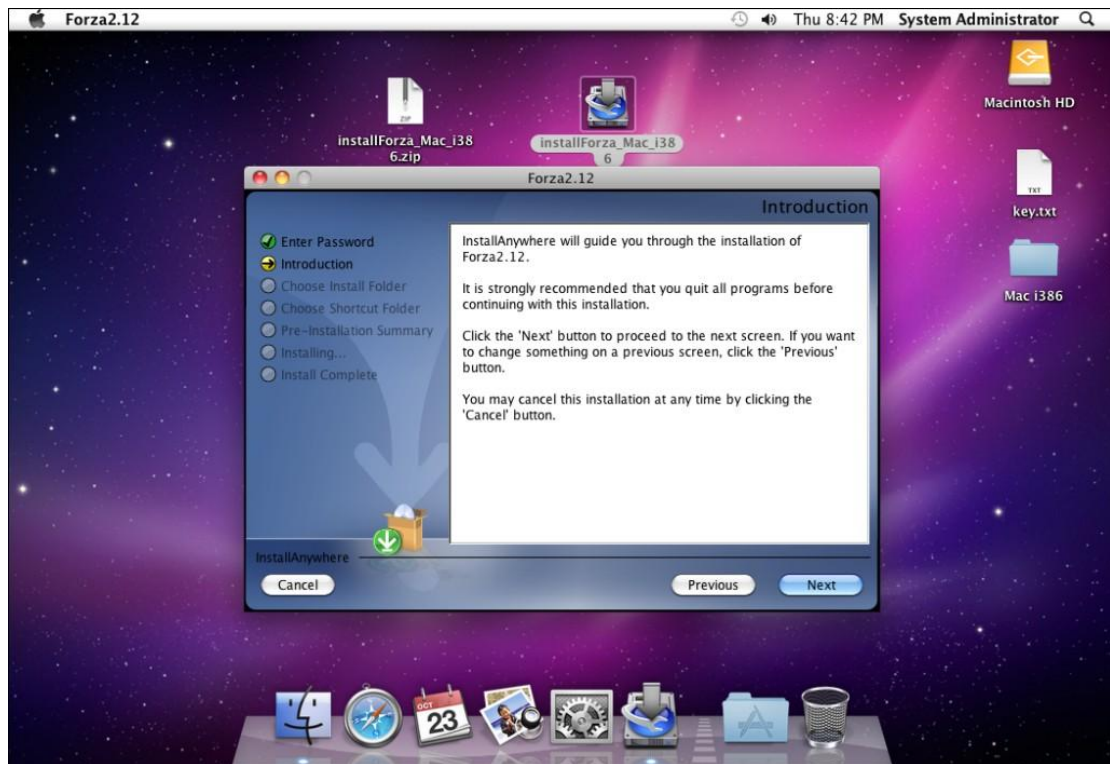 Forza2.12
Thu 8:42 PM System Administrator
Macintosh HD
ZIP
installForza_Mac_i38
6.zip
installForza_Mac_i38
6
TXT
key.txt
Mac i386
Forza2.12
Introduction
Enter Password
Introduction
Choose Install Folder
Choose Shortcut Folder
Pre-Installation Summary
Installing...
Install Complete
InstallAnywhere will guide you through the installation of
Forza2.12.
It is strongly recommended that you quit all programs before
continuing with this installation.
Click the 'Next' button to proceed to the next screen. If you want
to change something on a previous screen, click the 'Previous'
button.
You may cancel this installation at any time by clicking the
'Cancel' button.
InstallAnywhere
Cancel
Previous
Next
OCT
23